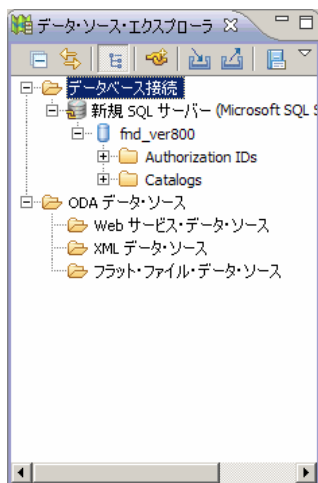 データ・ソース・エクスプローラ
データベース接続
新規 SQL サーバー (Microsoft SQL S
fnd_ver800
Authorization IDs
Catalogs
ODA データ・ソース
Web サービス・データ・ソース
XML データ・ソース
フラット・ファイル・データ・ソース